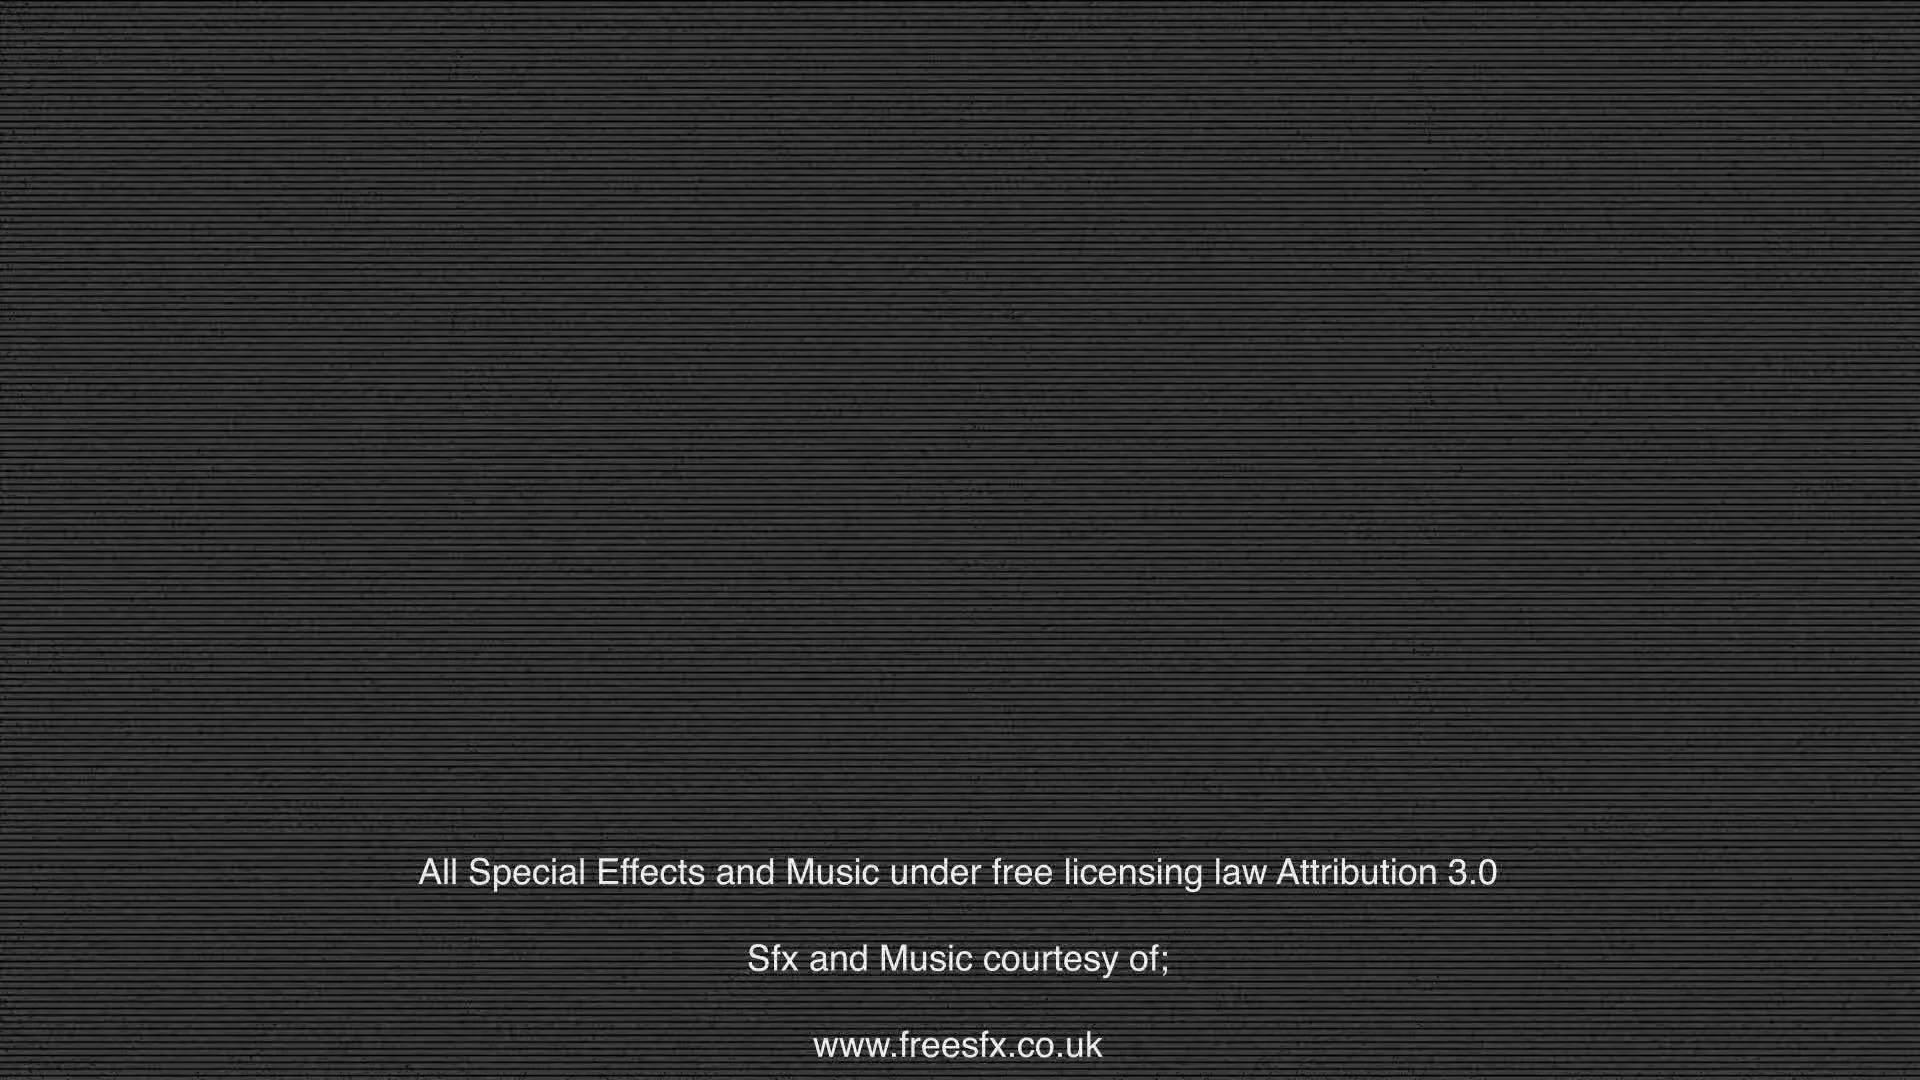 All Special Effects and Music under free licensing law Attribution 3.0
Sfx and Music courtesy of;
www.freesfx.co.uk